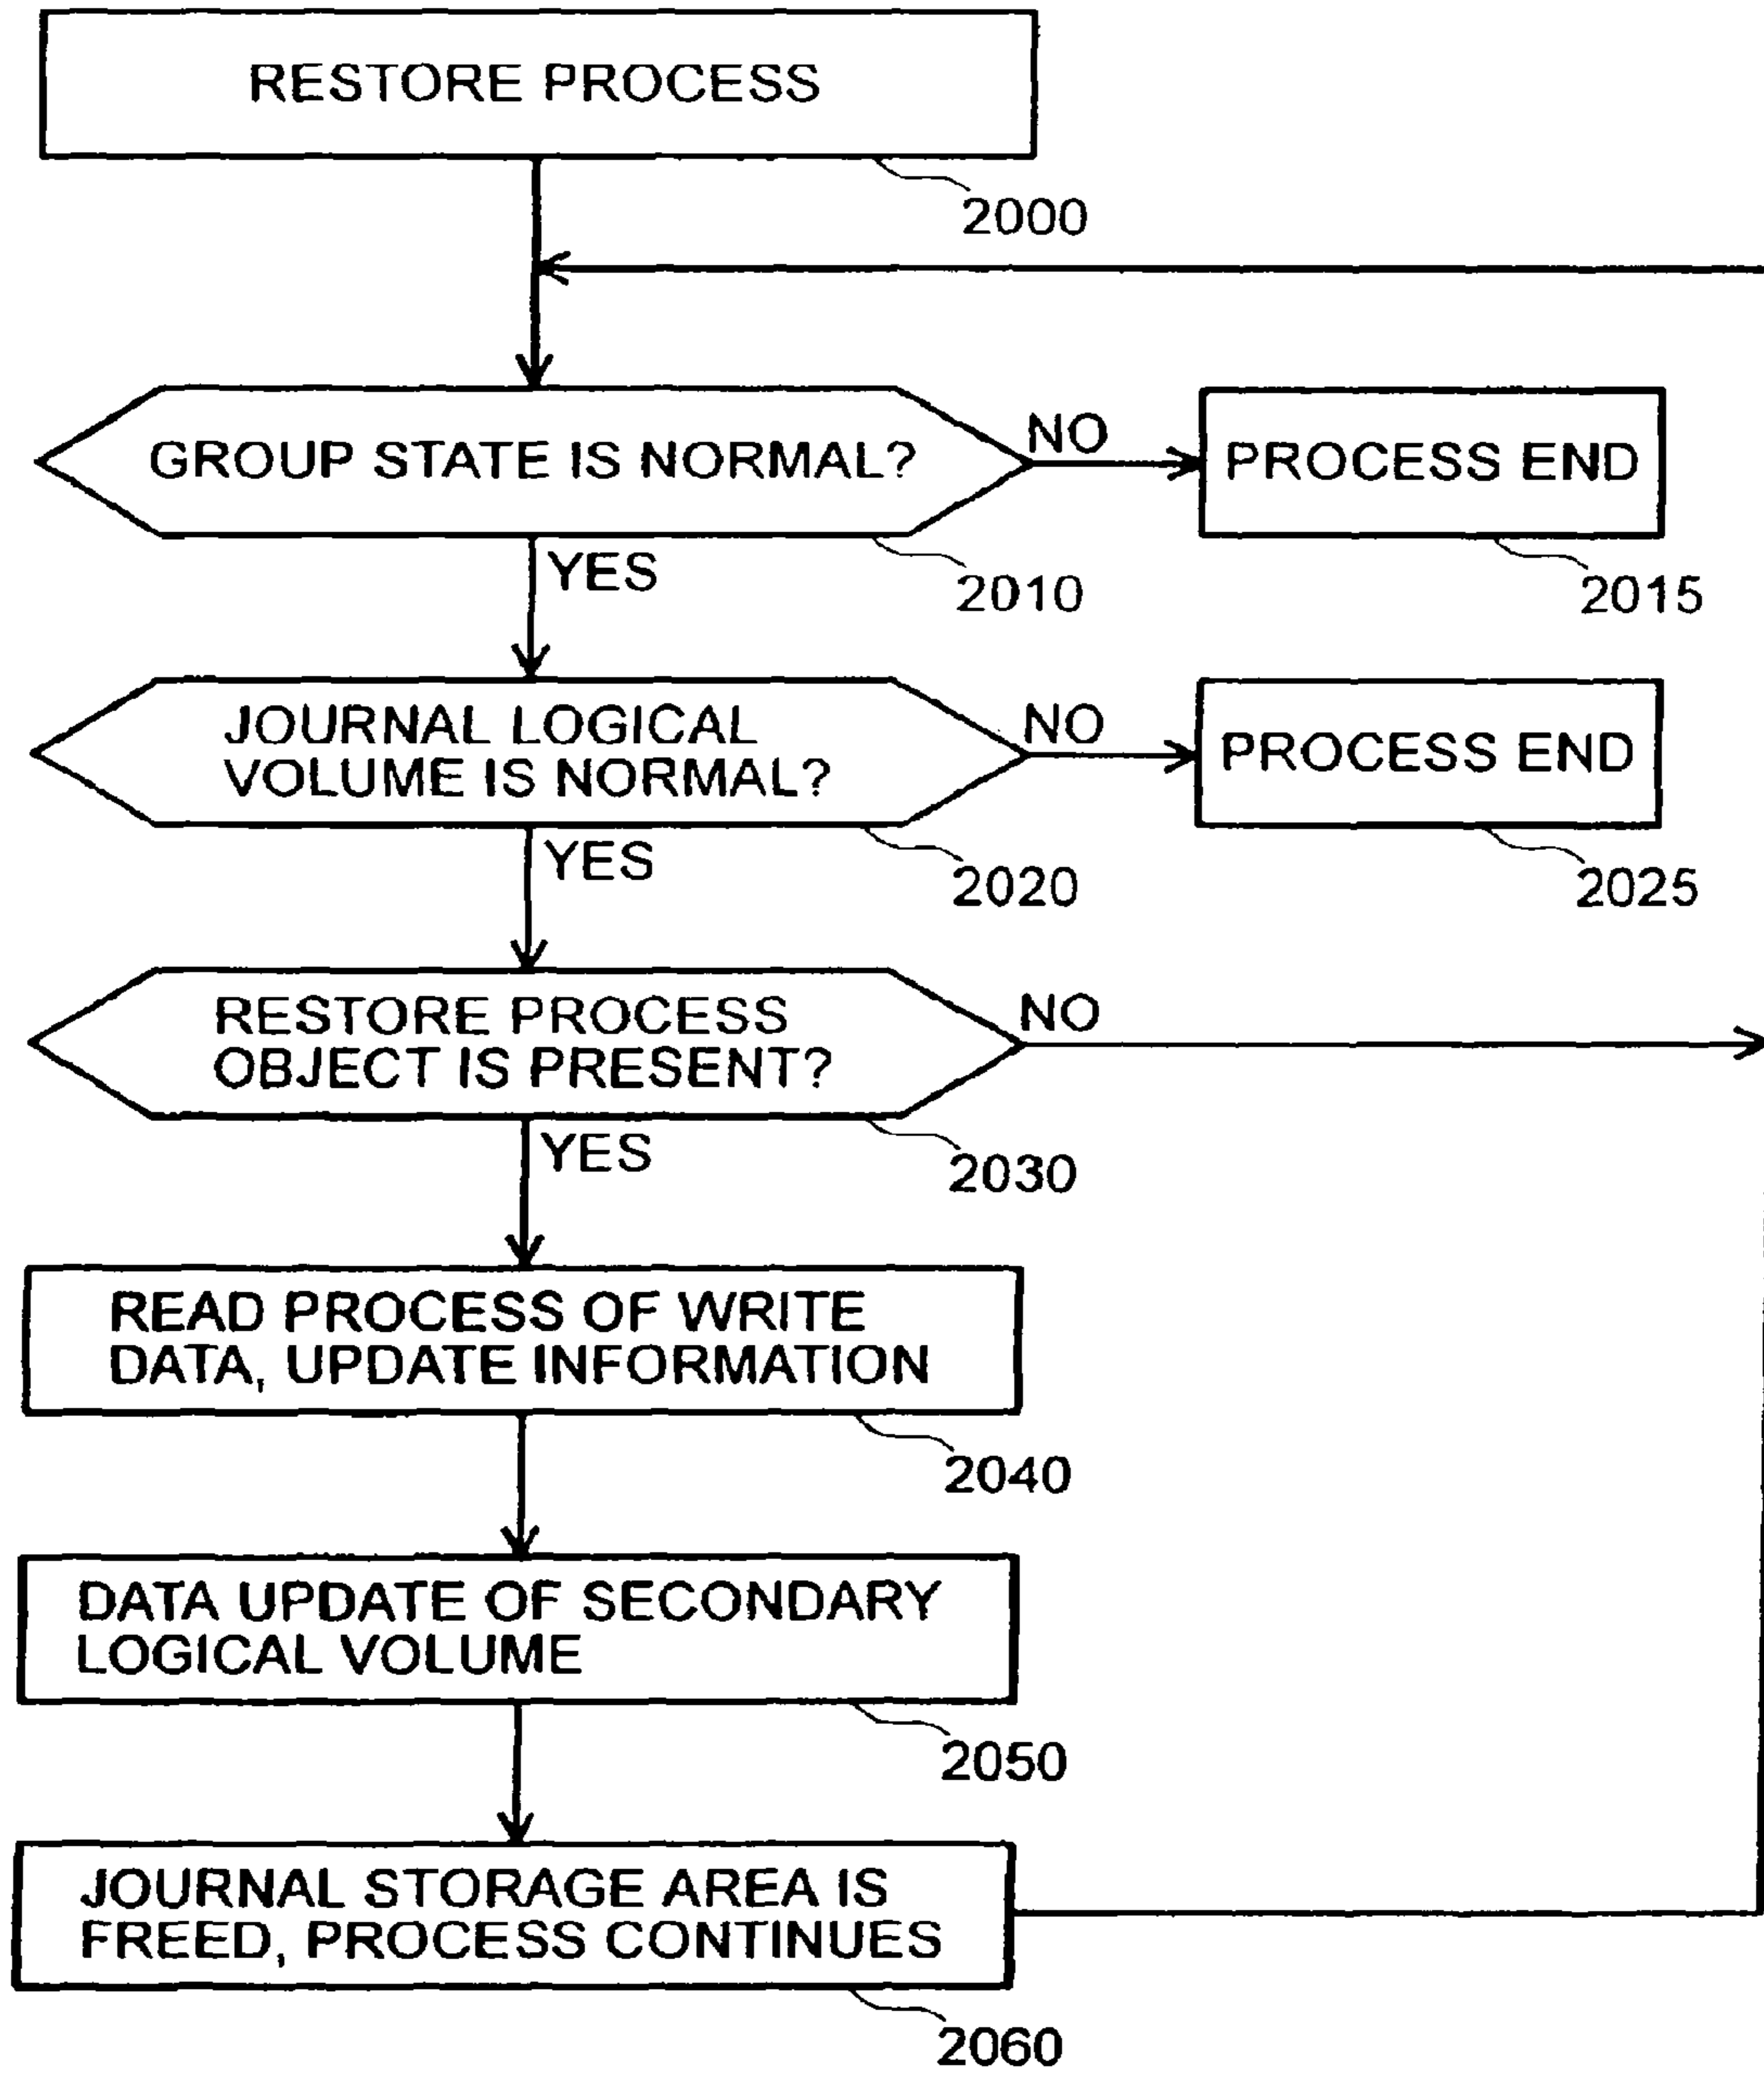 RESTORE PROCESS
2000
GROUP STATE IS NORMAL?
NO
PROCESS END
YES
2010
2015
JOURNAL LOGICAL
VOLUME IS NORMAL?
NO
PROCESS END
YES
2020
2025
RESTORE PROCESS
OBJECT IS PRESENT?
NO
YES
2030
READ PROCESS OF WRITE
DATA, UPDATE INFORMATION
2040
DATA UPDATE OF SECONDARY
LOGICAL VOLUME
2050
JOURNAL STORAGE AREA IS
FREED, PROCESS CONTINUES
2060